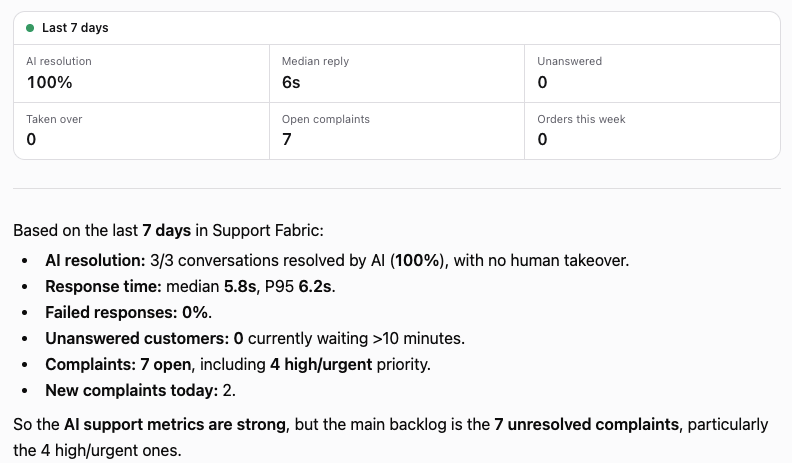 Last 7 days
AI resolution
100%
Median reply
6s
Unanswered
0
Taken over
0
Open complaints
7
Orders this week
0
Based on the last 7 days in Support Fabric:
• AI resolution: 3/3 conversations resolved by AI (100%), with no human takeover.
• Response time: median 5.8s, P95 6.2s.
• Failed responses: 0%.
• Unanswered customers: 0 currently waiting >10 minutes.
• Complaints: 7 open, including 4 high/urgent priority.
• New complaints today: 2.
So the AI support metrics are strong, but the main backlog is the 7 unresolved complaints, particularly
the 4 high/urgent ones.